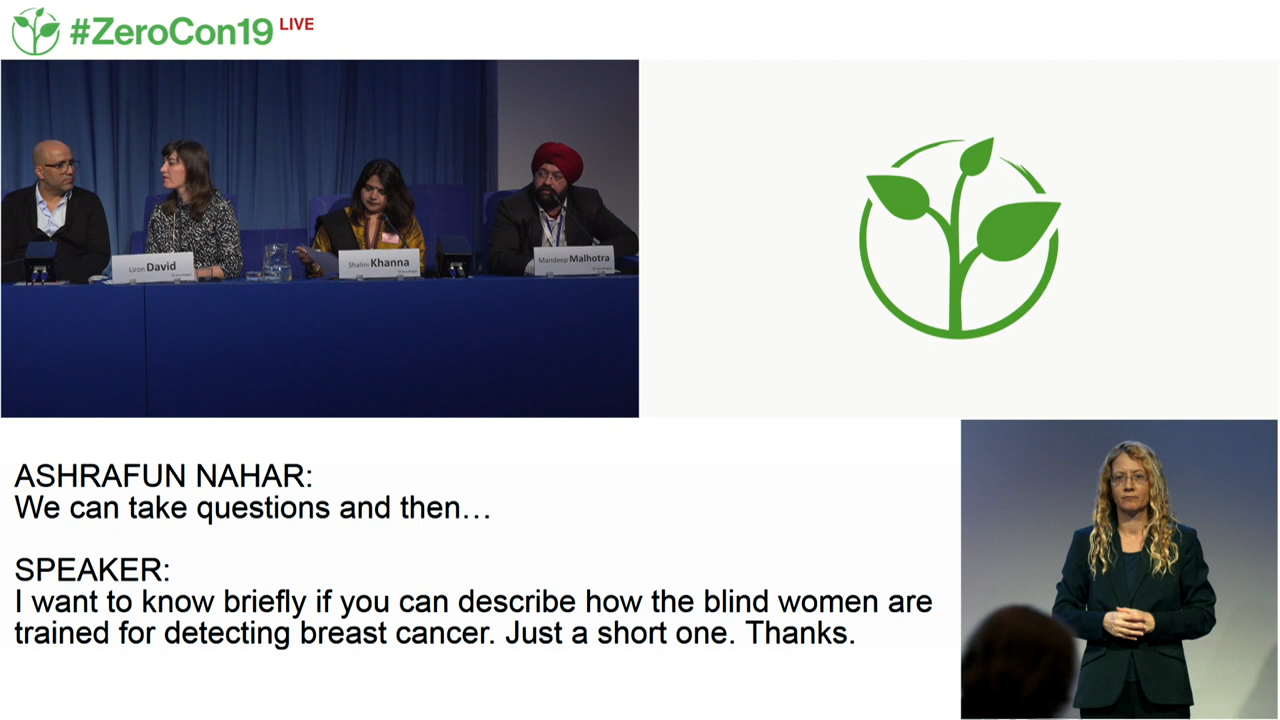 #ZeroCon19 LIVE
Liron David
Shalini Khanna
Mandeep Malhotra
ASHRAFUN NAHAR:
We can take questions and then…
SPEAKER:
I want to know briefly if you can describe how the blind women are
trained for detecting breast cancer. Just a short one. Thanks.